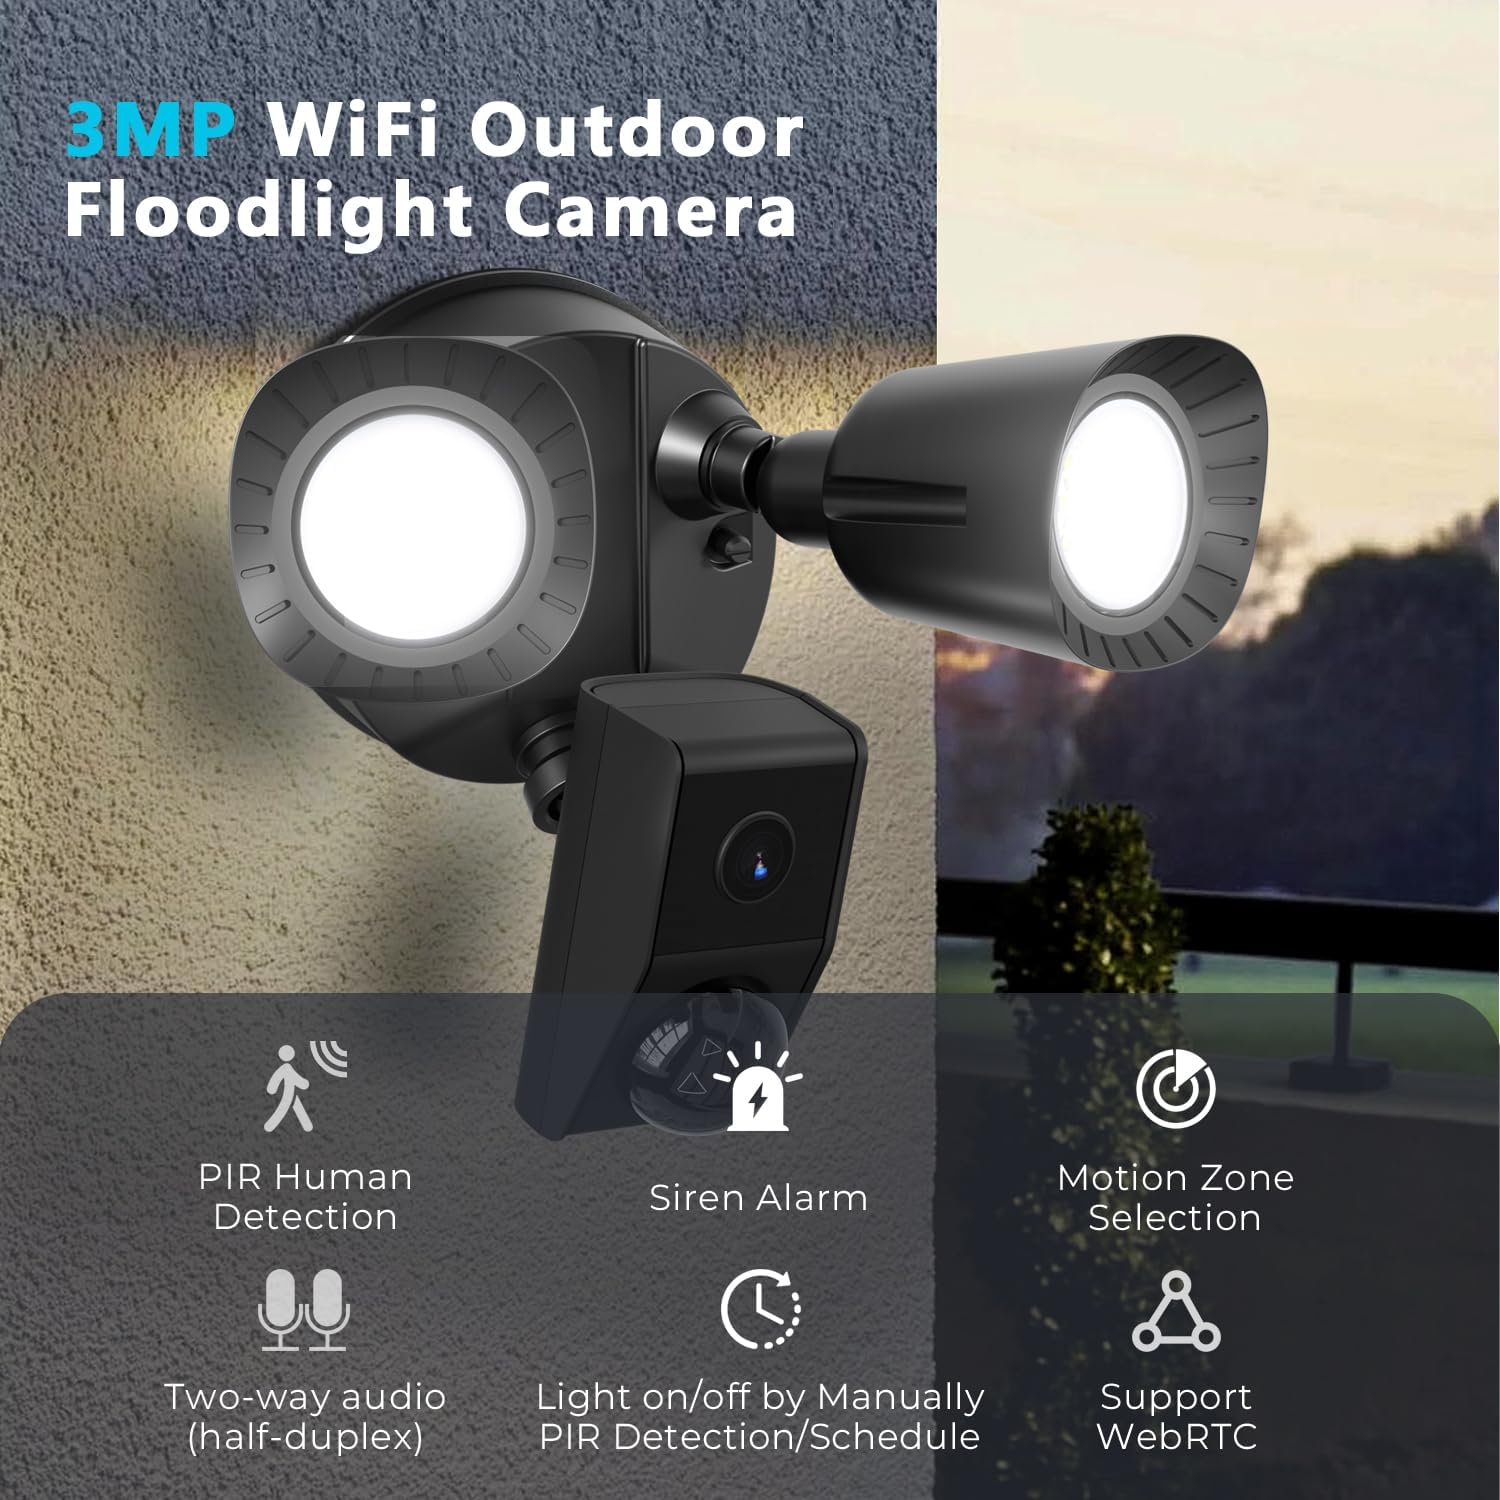 3MP WiFi Outdoor
Floodlight Camera
PIR Human
Detection
Siren Alarm
Motion Zone
Selection
Two-way audio
(half-duplex)
Light on/off by Manually
PIR Detection/Schedule
Support
WebRTC